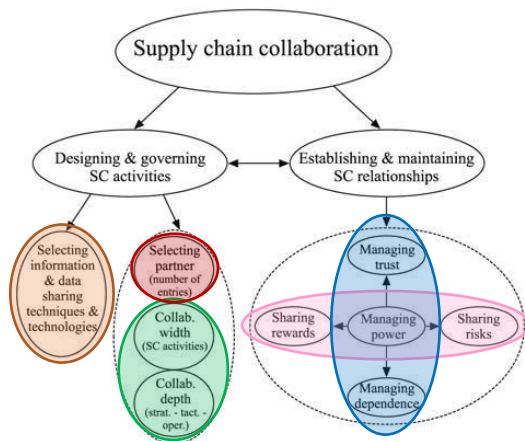 Supply chain collaboration
Designing & governing
SC activities
Establishing & maintaining
SC relationships
Selecting
information
& data
sharing
techniques &
technologies
Selecting
partner
(number of
entries)
Collab.
width
(SC activities)
Collab.
depth
(strat. - tact. -
oper.)
Managing
trust
Sharing
rewards
Managing
power
Sharing
risks
Managing
dependence